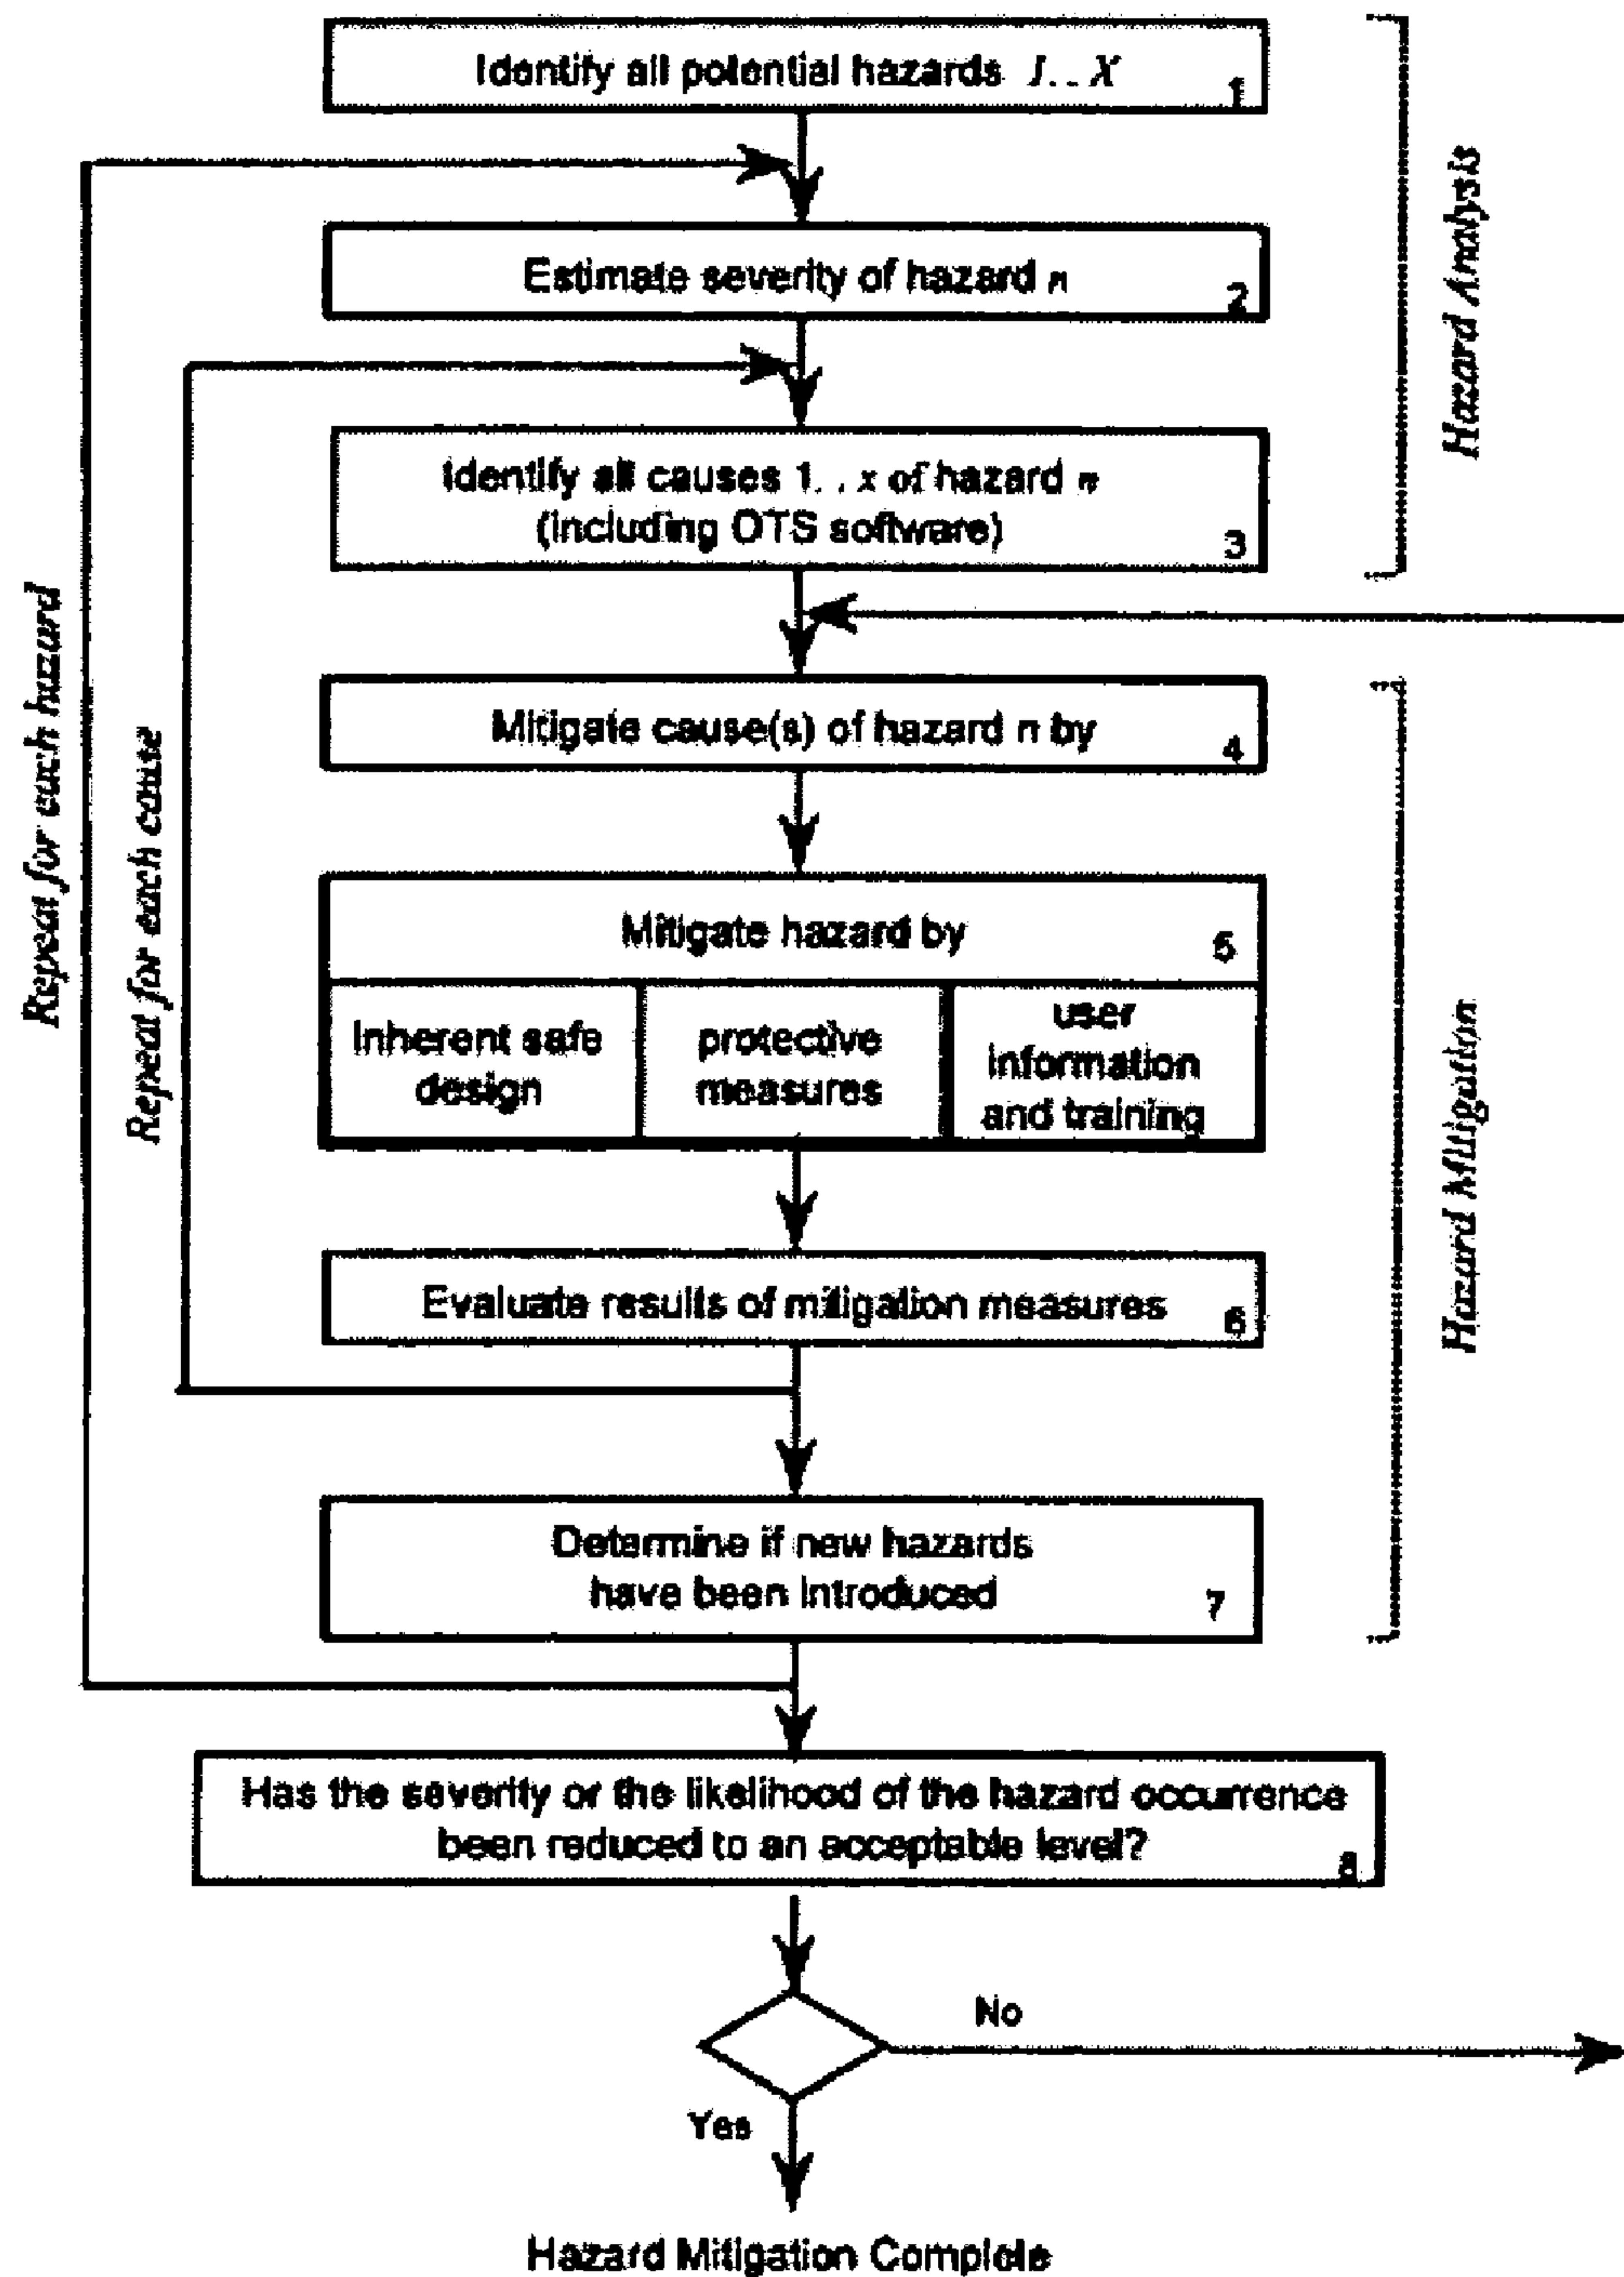 Identify all potential hazards 1 . . X
1
Estimate severity of hazard n
2
Identify all causes 1 . . x of hazard n
(including OTS software)
3
Mitigate cause(s) of hazard n by
4
Mitigate hazard by
5
Inherent safe
design
protective
measures
user
information
and training
Evaluate results of mitigation measures
6
Determine if new hazards
have been introduced
7
Has the severity or the likelihood of the hazard occurrence
been reduced to an acceptable level?
8
No
Yes
Hazard Mitigation Complete
Repeat for each hazard
Repeat for each cause
Hazard Analysis
Hazard Mitigation